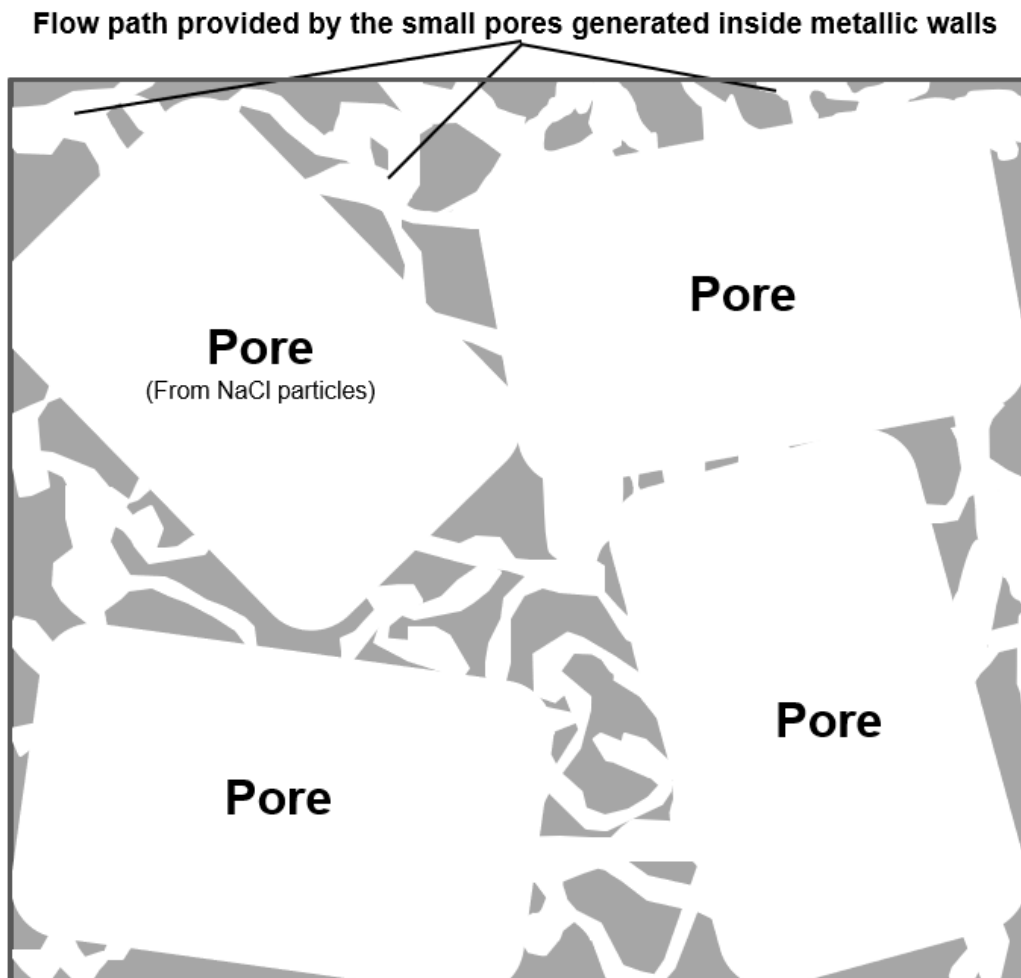 Flow path provided by the small pores generated inside metallic walls
Pore
Pore
(From NaCl particles)
Pore
Pore